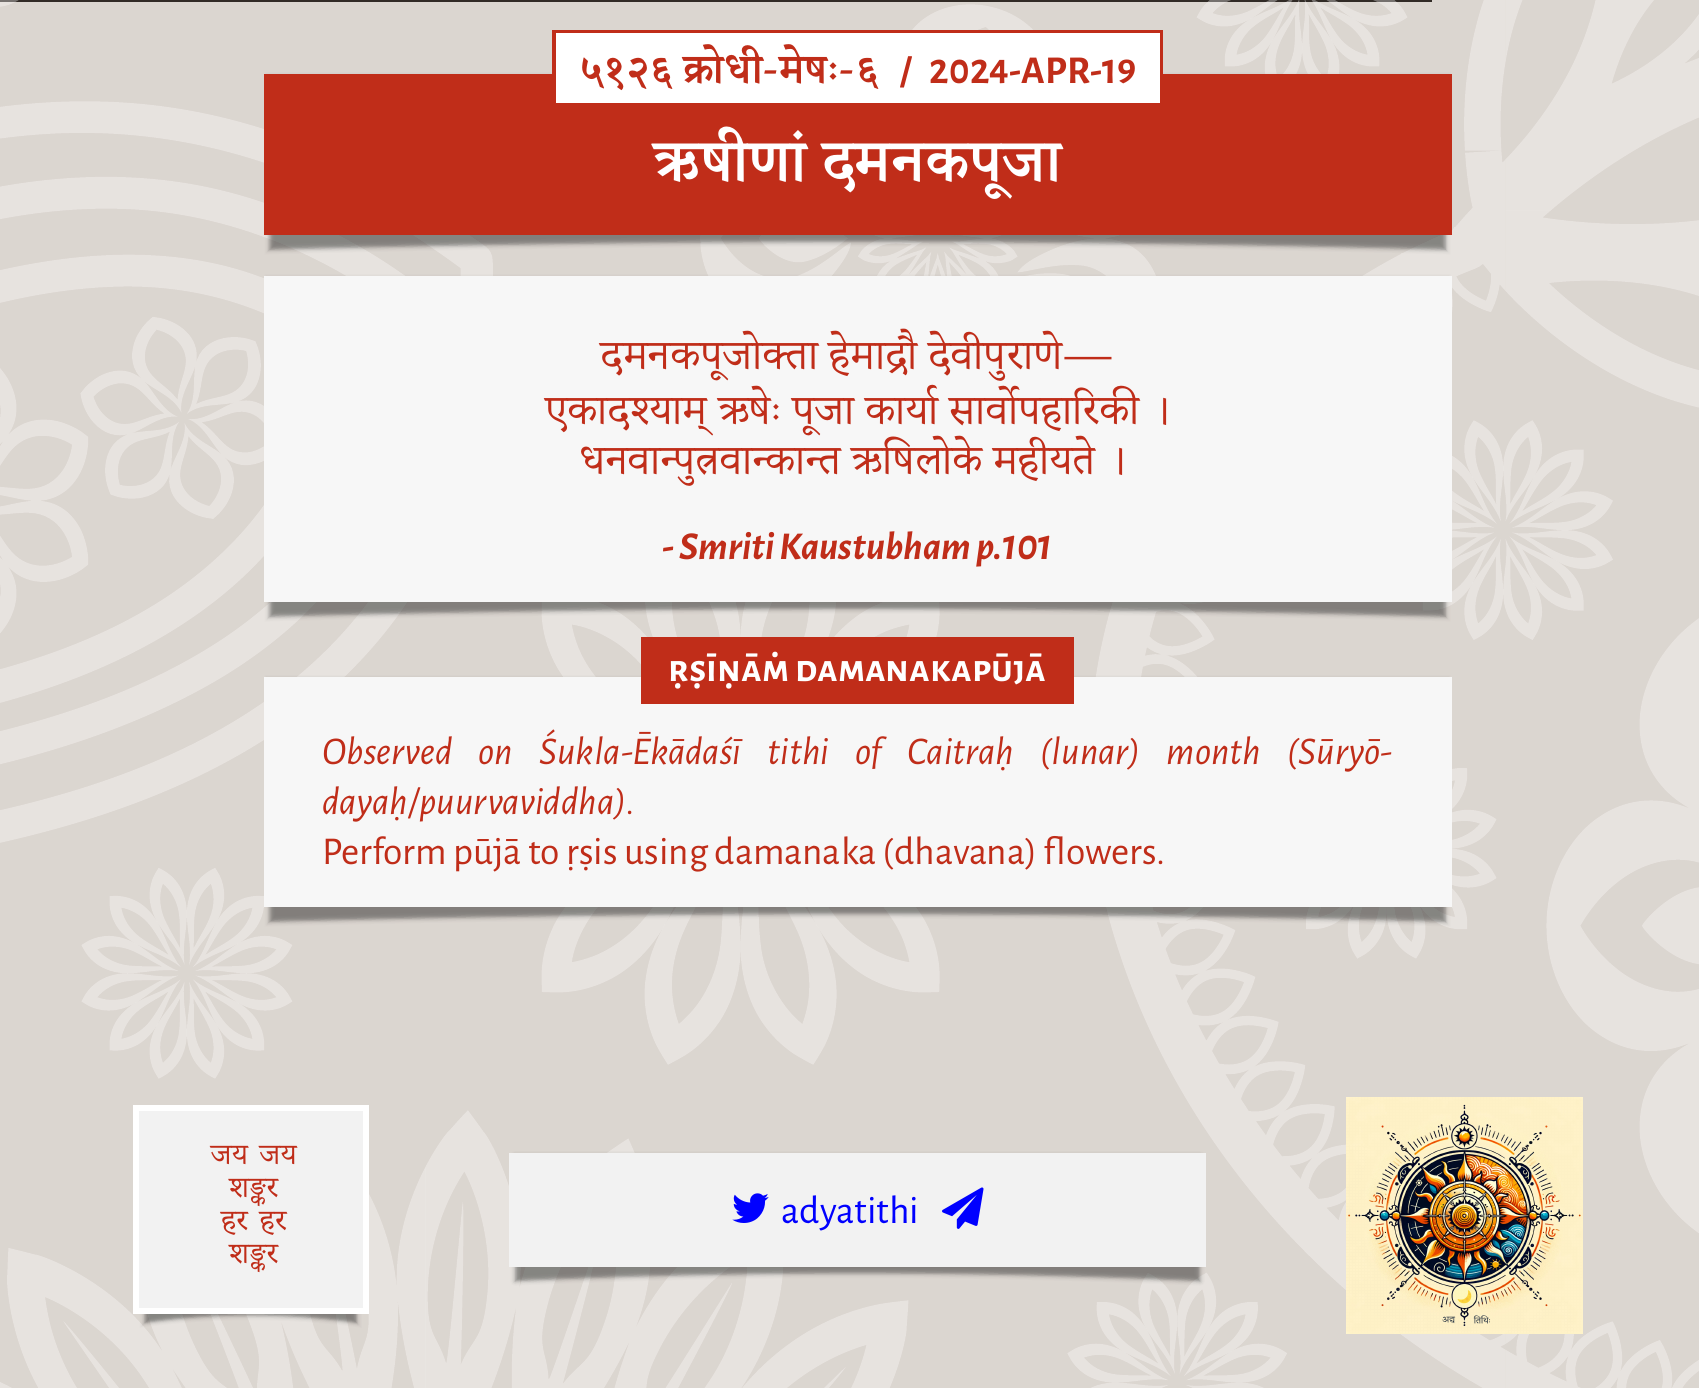 ५१२६ क्रोधी-मेषः-६ / 2024-APR-19
ऋषीणां दमनकपूजा
दमनकपूजोक्ता हेमाद्रौ देवीपुराणे—
एकादश्याम् ऋषेः पूजा कार्या सार्वोपहारिकी ।
धनवान्पुत्रवान्कान्त ऋषिलोके महीयते ।
- Smriti Kaustubham p.101
ṚṢĪṆĀṀ DAMANAKAPŪJĀ
Observed on Śukla-Ēkādaśī tithi of Caitraḥ (lunar) month (Sūryō-
dayaḥ/puurvaviddha).
Perform pūjā to ṛṣis using damanaka (dhavana) flowers.
जय जय
शङ्कर
हर हर
शङ्कर
adyatithi
अद्य तिथिः